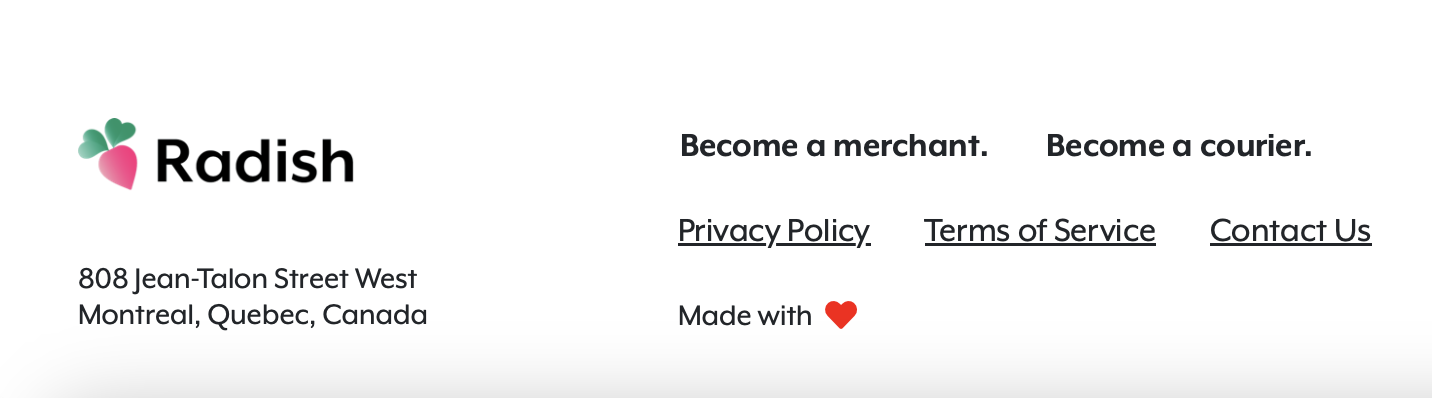 Radish
808 Jean-Talon Street West
Montreal, Quebec, Canada
Become a merchant. Become a courier.
Privacy Policy Terms of Service Contact Us
Made with